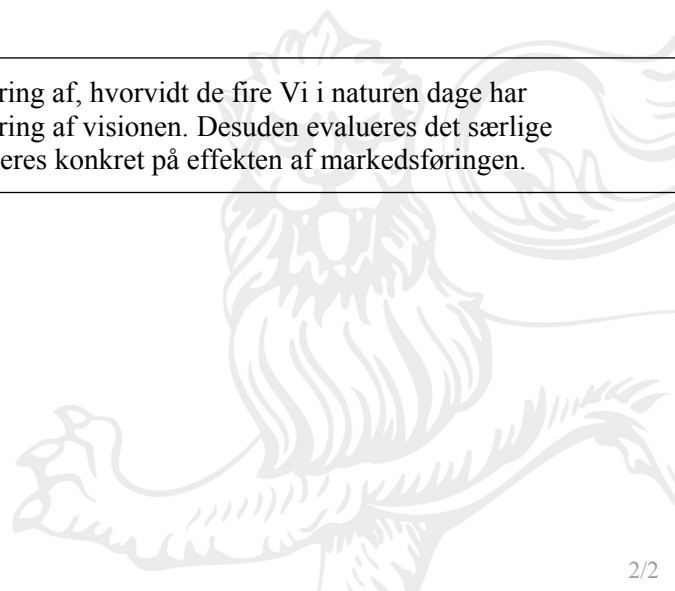 ring af, hvorvidt de fire Vi i naturen dage har
ring af visionen. Desuden evalueres det særlige
eres konkret på effekten af markedsføringen.
2/2